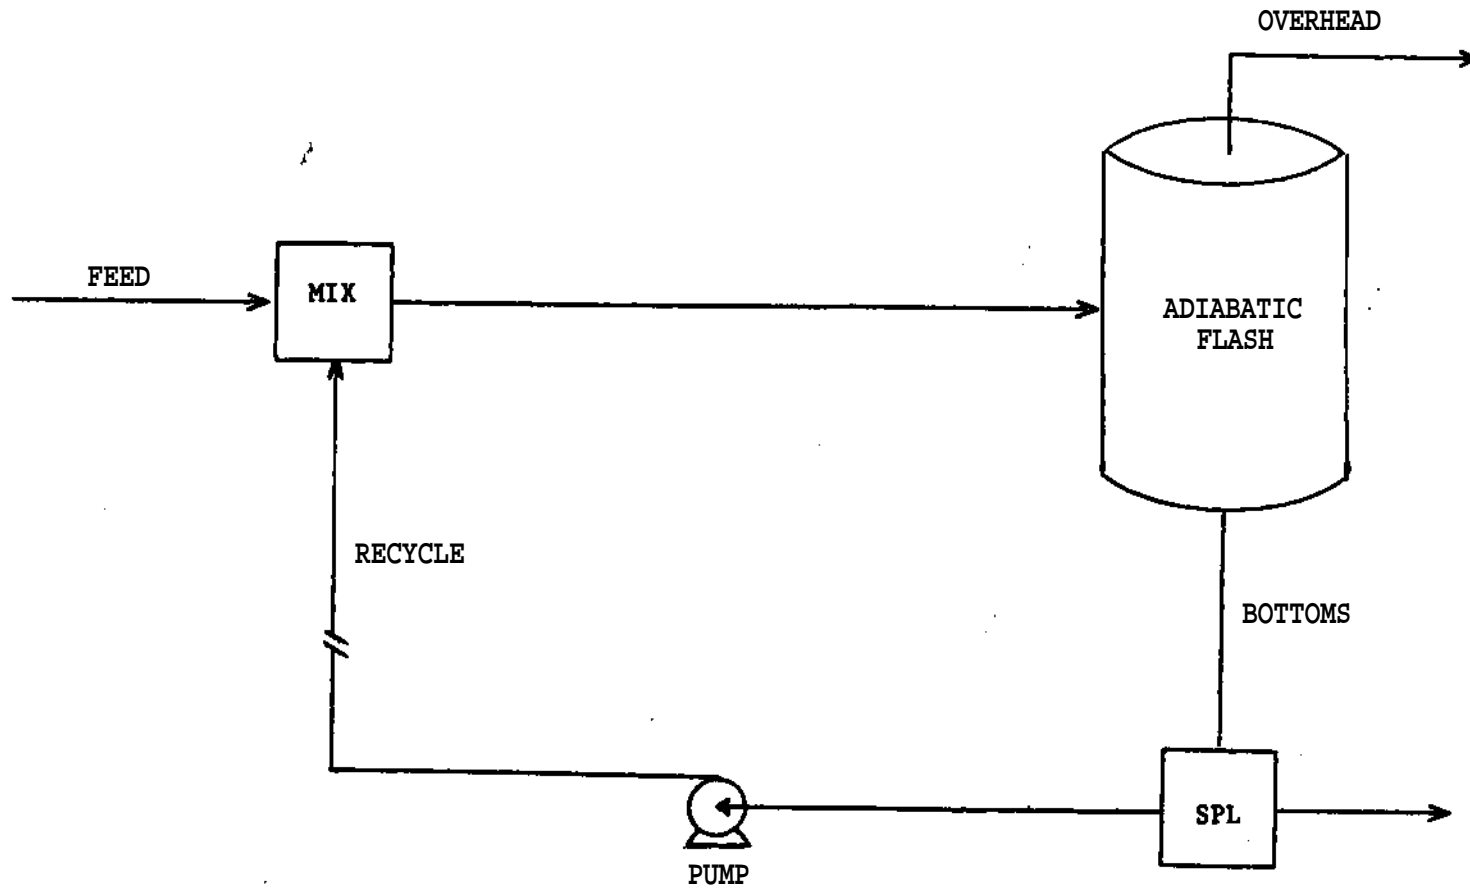 OVERHEAD
FEED
MIX
ADIABATIC
FLASH
RECYCLE
BOTTOMS
SPL
PUMP